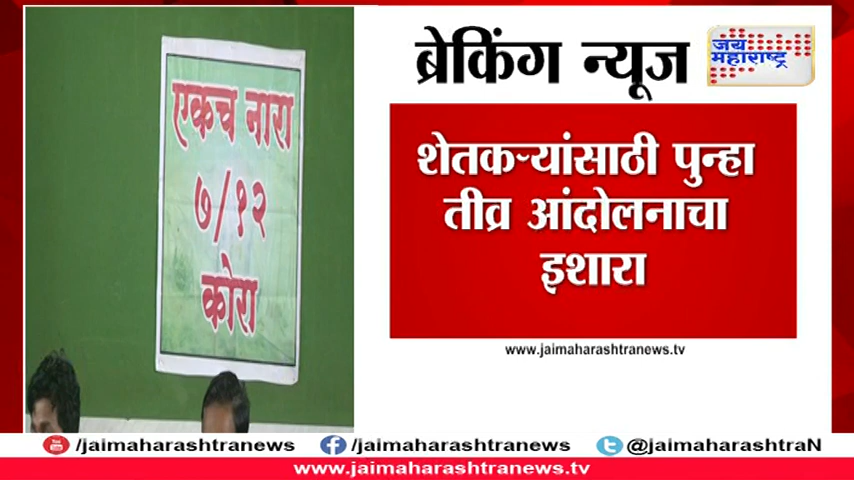 एकच नारा
७/१२
कोरा
ब्रेकिंग न्यूज
जय
महाराष्ट्र
शेतकऱ्यांसाठी पुन्हा
तीव्र आंदोलनाचा
इशारा
www.jaimaharashtranews.tv
/jaimaharashtranews
/jaimaharashtranews
@jaimaharashtraN
www.jaimaharashtranews.tv